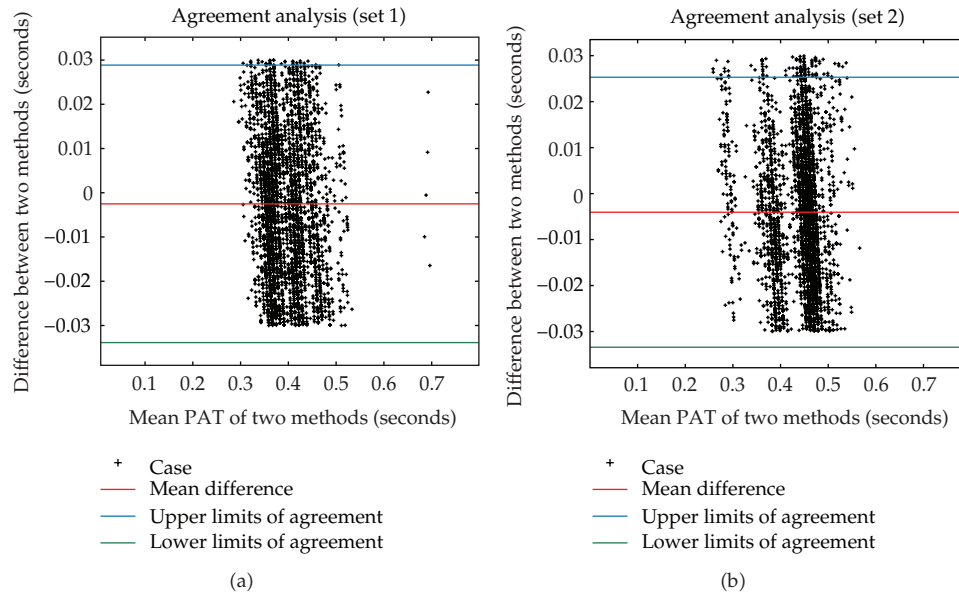 Agreement analysis (set 1)
Difference between two methods (seconds)
0.03
0.02
0.01
0
−0.01
−0.02
−0.03
0.1 0.2 0.3 0.4 0.5 0.6 0.7
Mean PAT of two methods (seconds)
Case
Mean difference
Upper limits of agreement
Lower limits of agreement
(a)
Agreement analysis (set 2)
Difference between two methods (seconds)
0.03
0.02
0.01
0
−0.01
−0.02
−0.03
0.1 0.2 0.3 0.4 0.5 0.6 0.7
Mean PAT of two methods (seconds)
Case
Mean difference
Upper limits of agreement
Lower limits of agreement
(b)